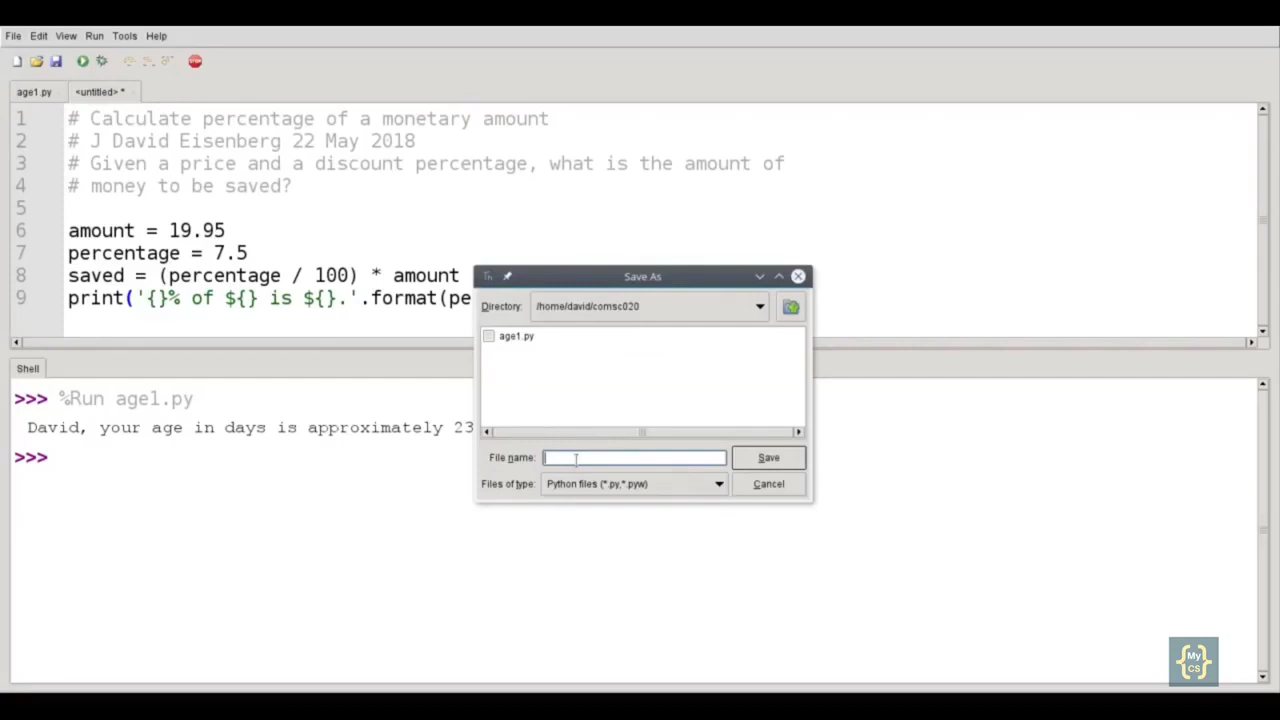 File Edit View Run Tools Help
STOP
age1.py
<untitled> *
1 # Calculate percentage of a monetary amount
2 # J David Eisenberg 22 May 2018
3 # Given a price and a discount percentage, what is the amount of
4 # money to be saved?
5
6 amount = 19.95
7 percentage = 7.5
8 saved = (percentage / 100) * amount
9 print('{}% of ${} is ${}.'.format(pe
Save As
Directory: /home/david/comsc020
age1.py
File name: Save
Files of type: Python files (*.py,*.pyw) Cancel
Shell
>>> %Run age1.py
David, your age in days is approximately 23
>>>
{My CS}